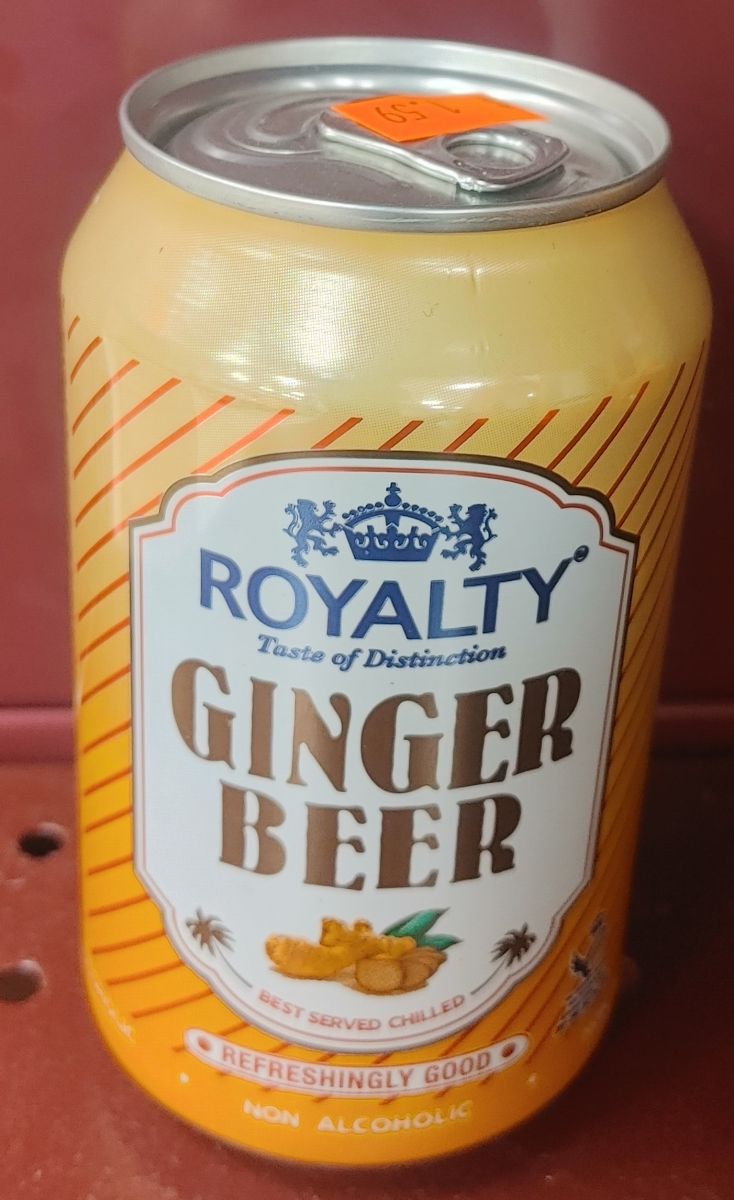 1.59
ROYALTY
Taste of Distinction
GINGER
BEER
BEST SERVED CHILLED
REFRESHINGLY GOOD
NON ALCOHOLIC